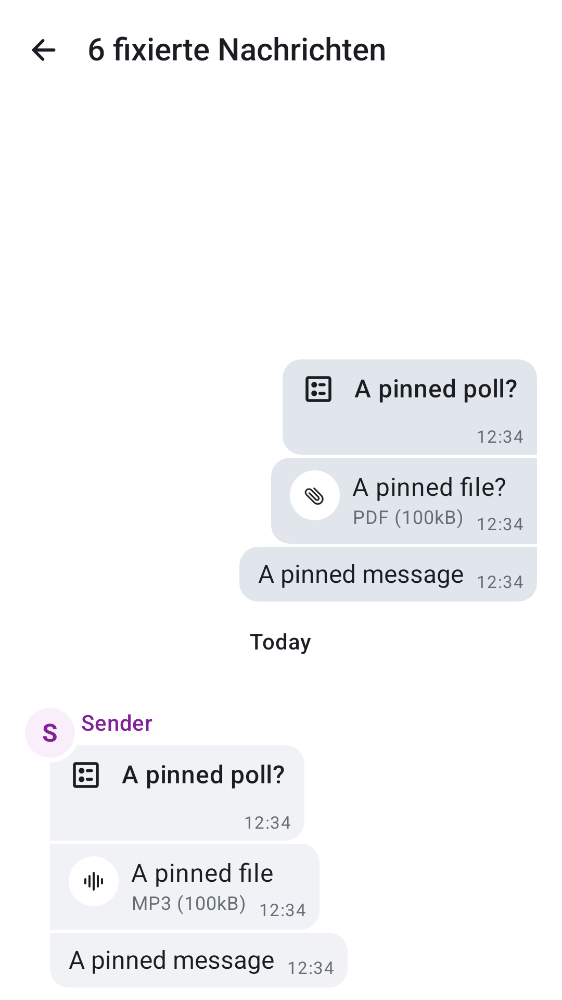 6 fixierte Nachrichten
A pinned poll?
12:34
A pinned file?
PDF (100kB) 12:34
A pinned message 12:34
Today
S Sender
A pinned poll?
12:34
A pinned file
MP3 (100kB) 12:34
A pinned message 12:34